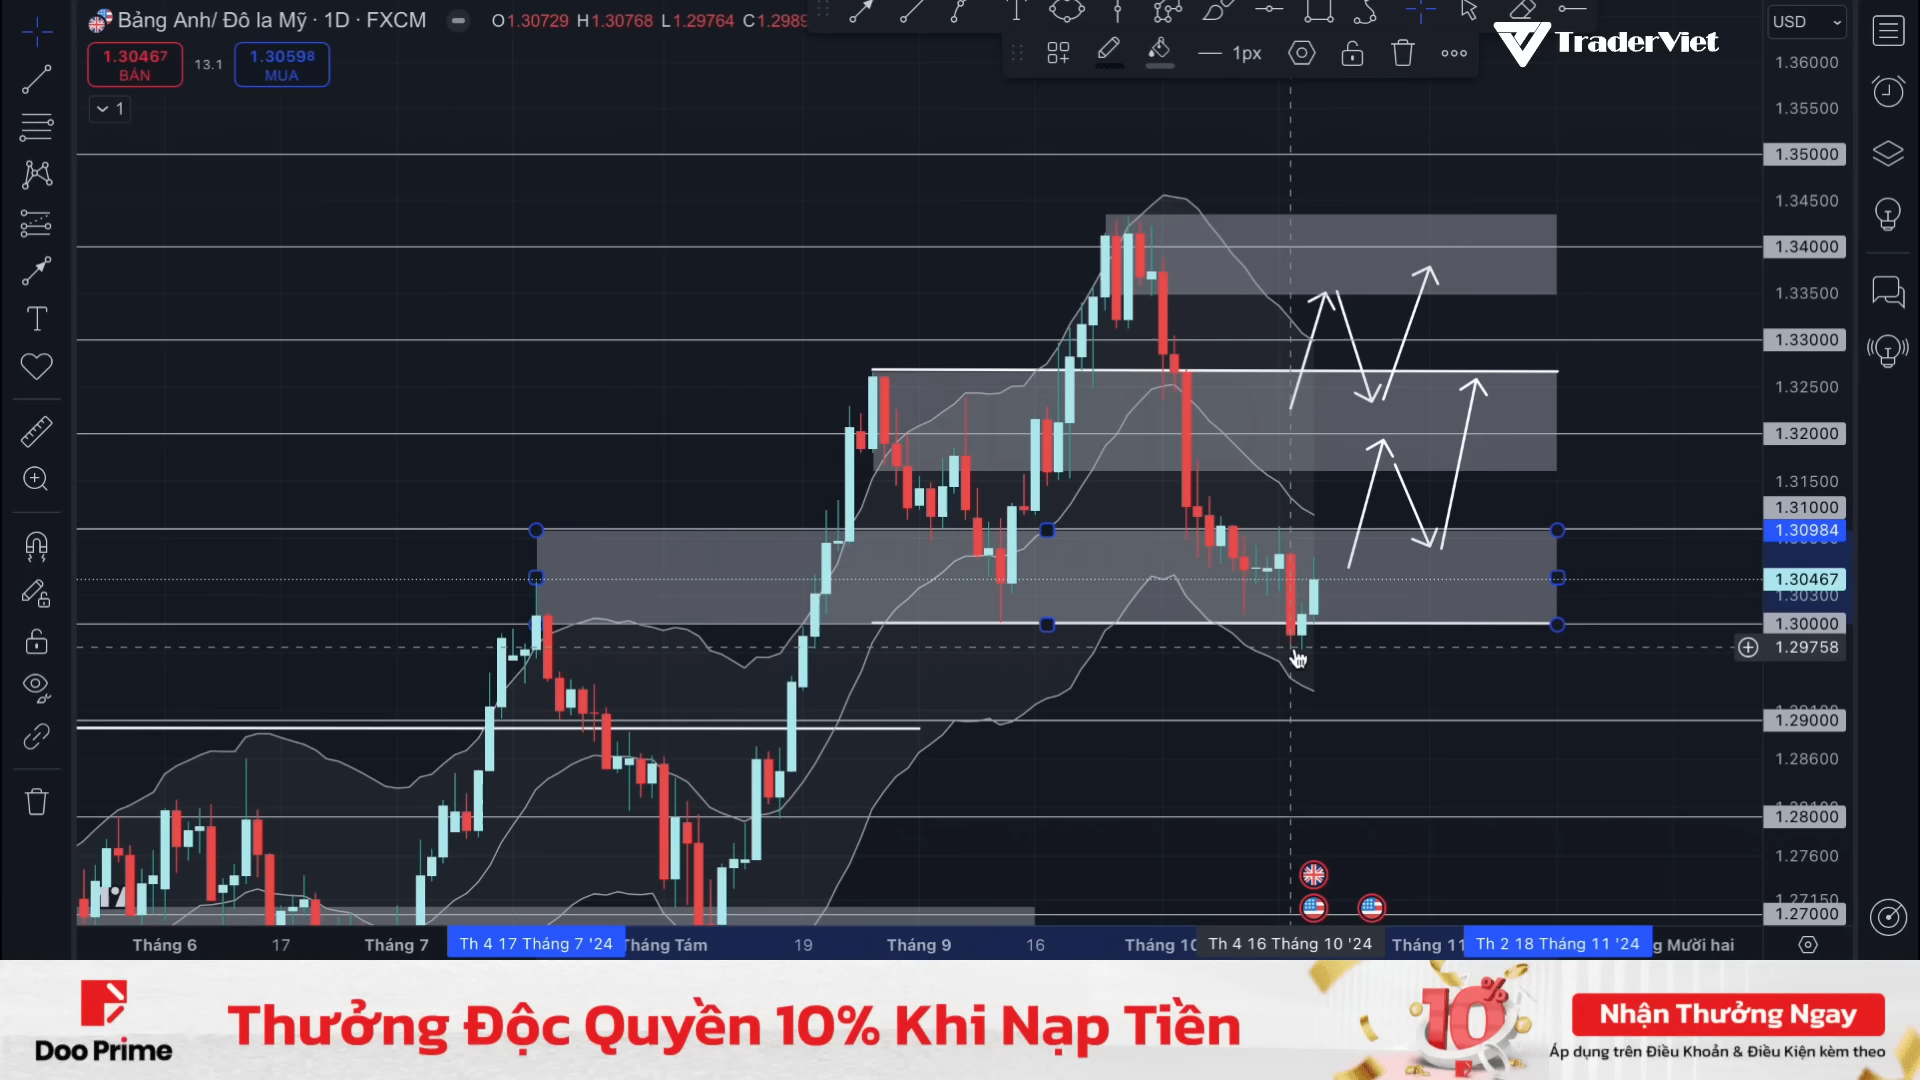 Bảng Anh/ Đô la Mỹ · 1D · FXCM
O1.30729 H1.30768 L1.29764 C1.2989
1.30467
BÁN
13.1
1.30598
MUA
1
T
1px
TraderViet
USD
1.36000
1.35500
1.35000
1.34500
1.34000
1.33500
1.33000
1.32500
1.32000
1.31500
1.31000
1.30984
1.30467
1.30300
1.30000
1.29758
1.29000
1.28600
1.28000
1.27600
1.27150
1.27000
Tháng 6
17
Tháng 7
Th 4 17 Tháng 7 '24
Tháng Tám
19
Tháng 9
16
Tháng 10
Th 4 16 Tháng 10 '24
Tháng 11
Th 2 18 Tháng 11 '24
g Mười hai
Doo Prime
Thưởng Độc Quyền 10% Khi Nạp Tiền
10%
Nhận Thưởng Ngay
Áp dụng trên Điều Khoản & Điều Kiện kèm theo